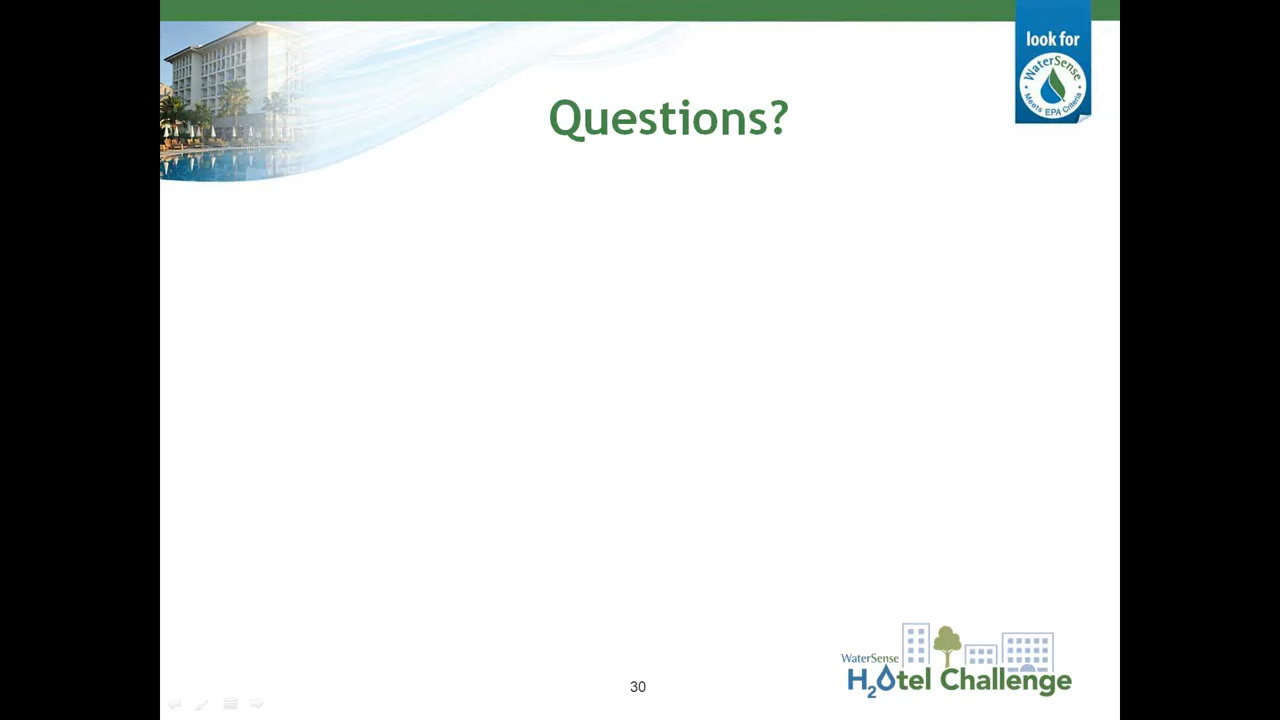 look for
WaterSense
Meets EPA Criteria
Questions?
WaterSense
H2Otel Challenge
30